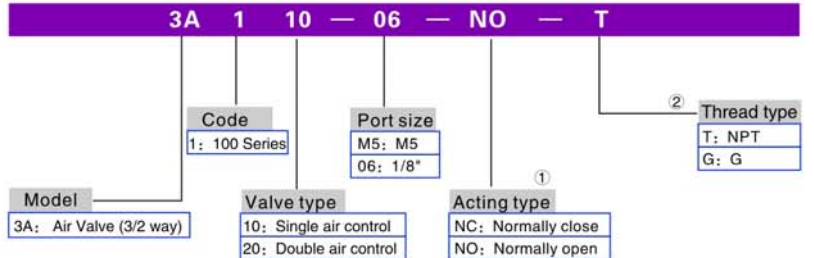 3A 1 10 — 06 — NO — T
Code
1: 100 Series
Port size
M5: M5
06: 1/8"
② Thread type
T: NPT
G: G
Model
3A: Air Valve (3/2 way)
Valve type
10: Single air control
20: Double air control
①
Acting type
NC: Normally close
NO: Normally open